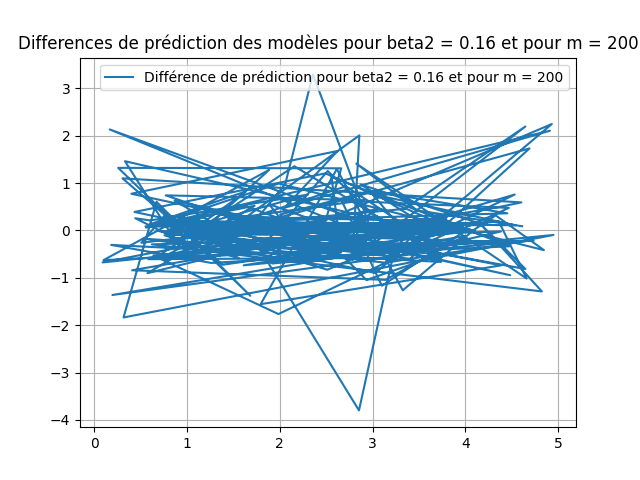 Differences de prédiction des modèles pour beta2 = 0.16 et pour m = 200
Différence de prédiction pour beta2 = 0.16 et pour m = 200
3
2
1
0
−1
−2
−3
−4
0 1 2 3 4 5